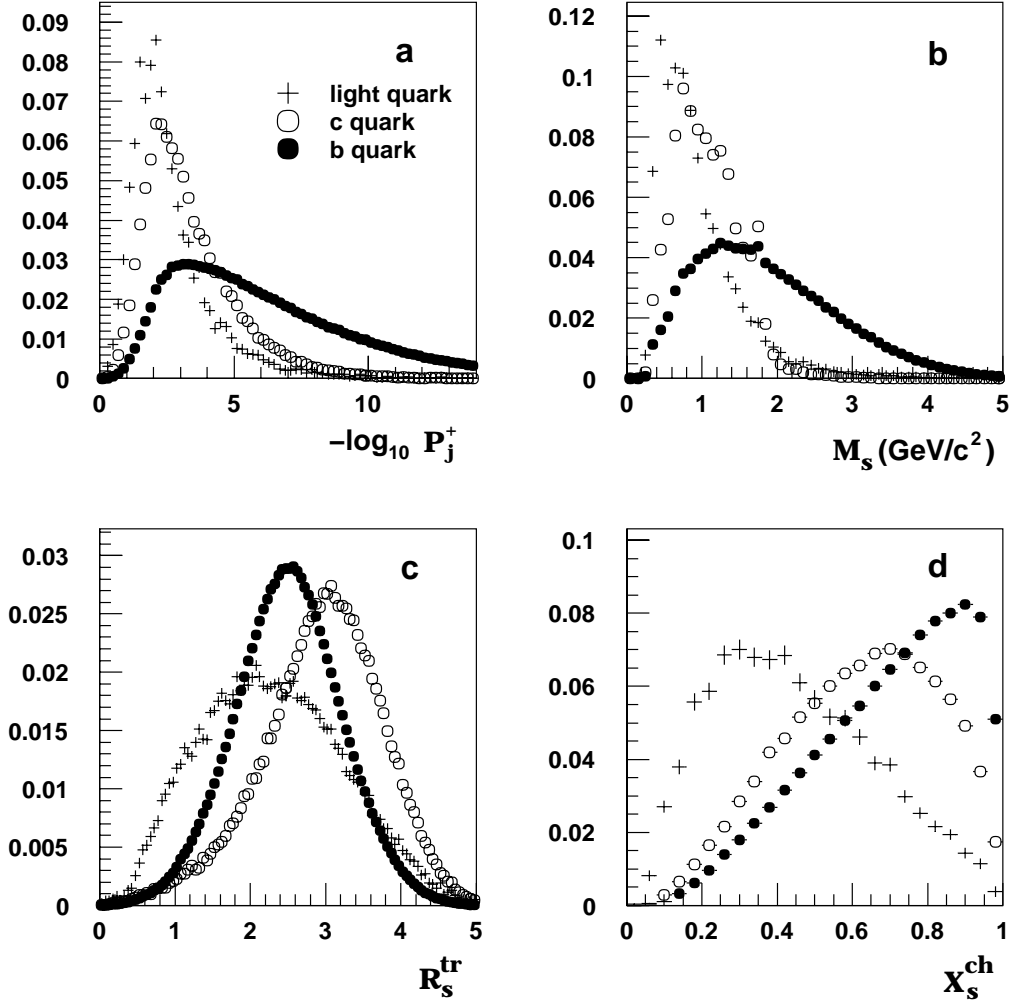 a
0.09
0.08
0.07
0.06
0.05
0.04
0.03
0.02
0.01
0
light quark
c quark
b quark
0 5 10
−log₁₀ Pⱼ⁺
b
0.12
0.1
0.08
0.06
0.04
0.02
0
0 1 2 3 4 5
Mₛ (GeV/c²)
c
0.03
0.025
0.02
0.015
0.01
0.005
0
0 1 2 3 4 5
Rₛᵗʳ
d
0.1
0.08
0.06
0.04
0.02
0
0 0.2 0.4 0.6 0.8 1
Xₛᶜʰ